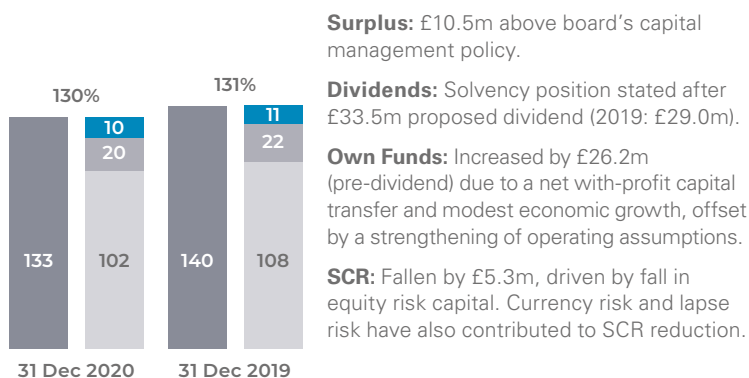 130%
131%
10
20
133
102
11
22
140
108
31 Dec 2020
31 Dec 2019
Surplus: £10.5m above board’s capital
management policy.
Dividends: Solvency position stated after
£33.5m proposed dividend (2019: £29.0m).
Own Funds: Increased by £26.2m
(pre-dividend) due to a net with-profit capital
transfer and modest economic growth, offset
by a strengthening of operating assumptions.
SCR: Fallen by £5.3m, driven by fall in
equity risk capital. Currency risk and lapse
risk have also contributed to SCR reduction.